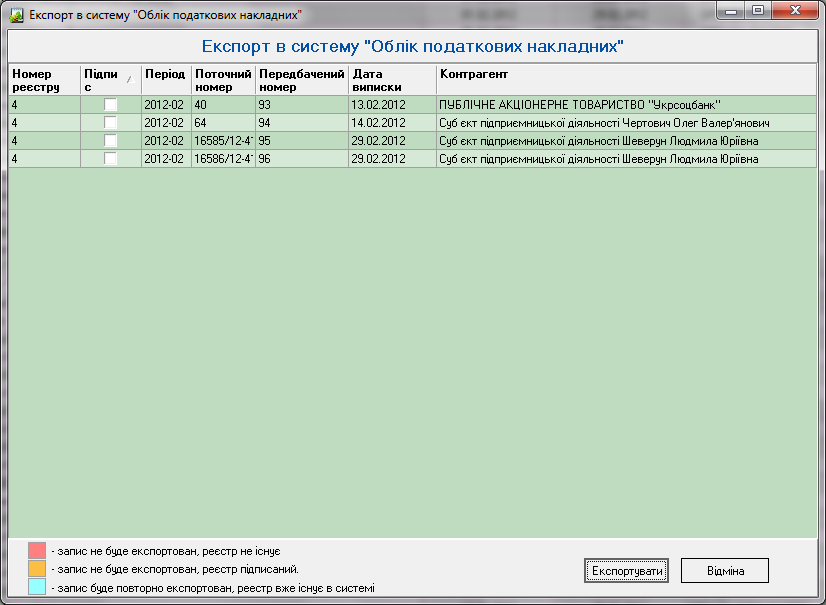 Експорт в систему "Облік податкових накладних"
Експорт в систему "Облік податкових накладних"
Номер реєстру Підпис Період Поточний номер Передбачений номер Дата виписки Контрагент
4 2012-02 40 93 13.02.2012 ПУБЛІЧНЕ АКЦІОНЕРНЕ ТОВАРИСТВО "Укрсоцбанк"
4 2012-02 64 94 14.02.2012 Суб єкт підприємницької діяльності Чертович Олег Валер'янович
4 2012-02 16585/12-4 95 29.02.2012 Суб єкт підприємницької діяльності Шеверун Людмила Юріївна
4 2012-02 16586/12-4 96 29.02.2012 Суб єкт підприємницької діяльності Шеверун Людмила Юріївна
- запис не буде експортован, реєстр не існує
- запис не буде експортован, реєстр підписаний.
- запис буде повторно експортован, реестр вже існує в системі
Експортувати Відміна